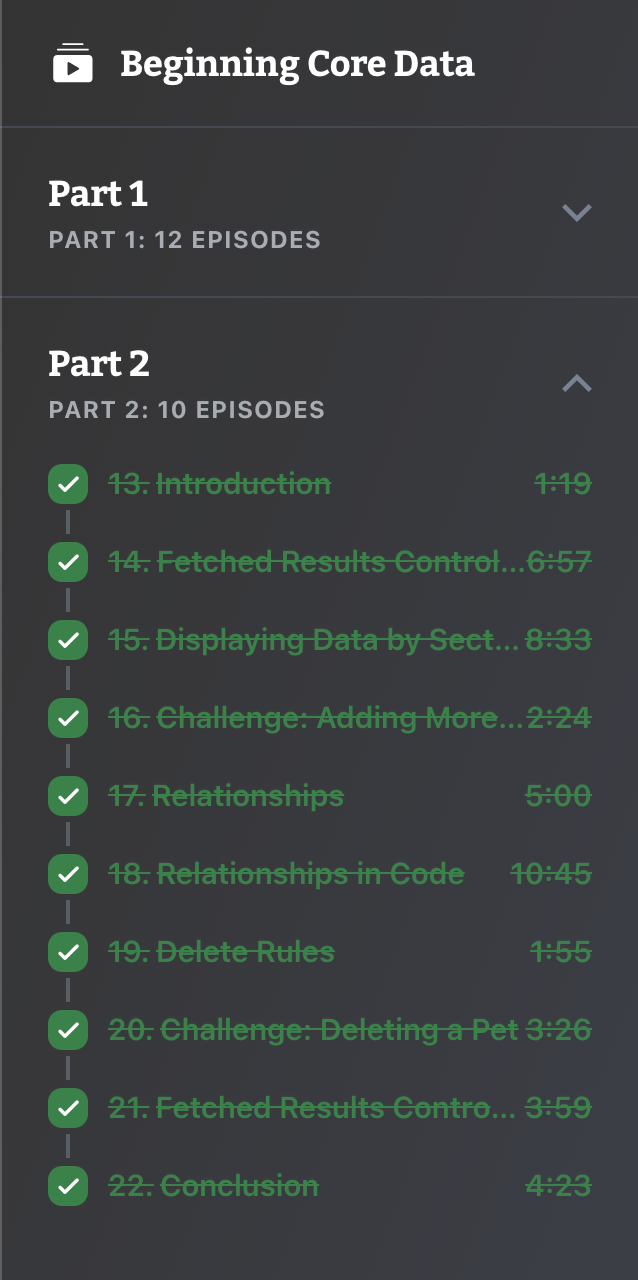 Beginning Core Data
Part 1
PART 1: 12 EPISODES
Part 2
PART 2: 10 EPISODES
13. Introduction 1:19
14. Fetched Results Control... 6:57
15. Displaying Data by Sect... 8:33
16. Challenge: Adding More... 2:24
17. Relationships 5:00
18. Relationships in Code 10:45
19. Delete Rules 1:55
20. Challenge: Deleting a Pet 3:26
21. Fetched Results Contro... 3:59
22. Conclusion 4:23